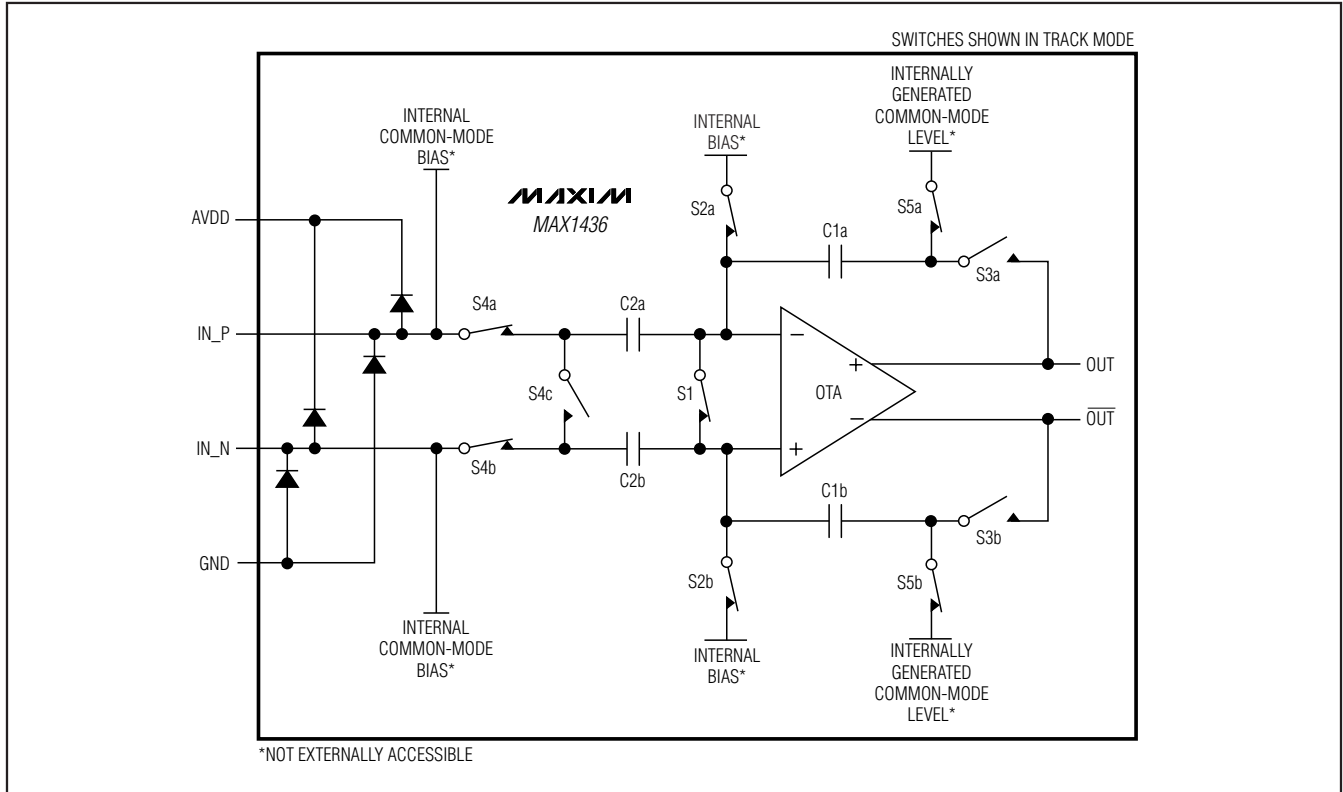 SWITCHES SHOWN IN TRACK MODE
INTERNAL
COMMON-MODE
BIAS*
INTERNAL
BIAS*
INTERNALLY
GENERATED
COMMON-MODE
LEVEL*
MAXIM
MAX1436
AVDD
S2a
S5a
C1a
S3a
S4a
C2a
IN_P
S4c
S1
OTA
−
+
OUT
IN_N
S4b
C2b
+
−
OUT
C1b
S3b
GND
S2b
S5b
INTERNAL
COMMON-MODE
BIAS*
INTERNAL
BIAS*
INTERNALLY
GENERATED
COMMON-MODE
LEVEL*
*NOT EXTERNALLY ACCESSIBLE